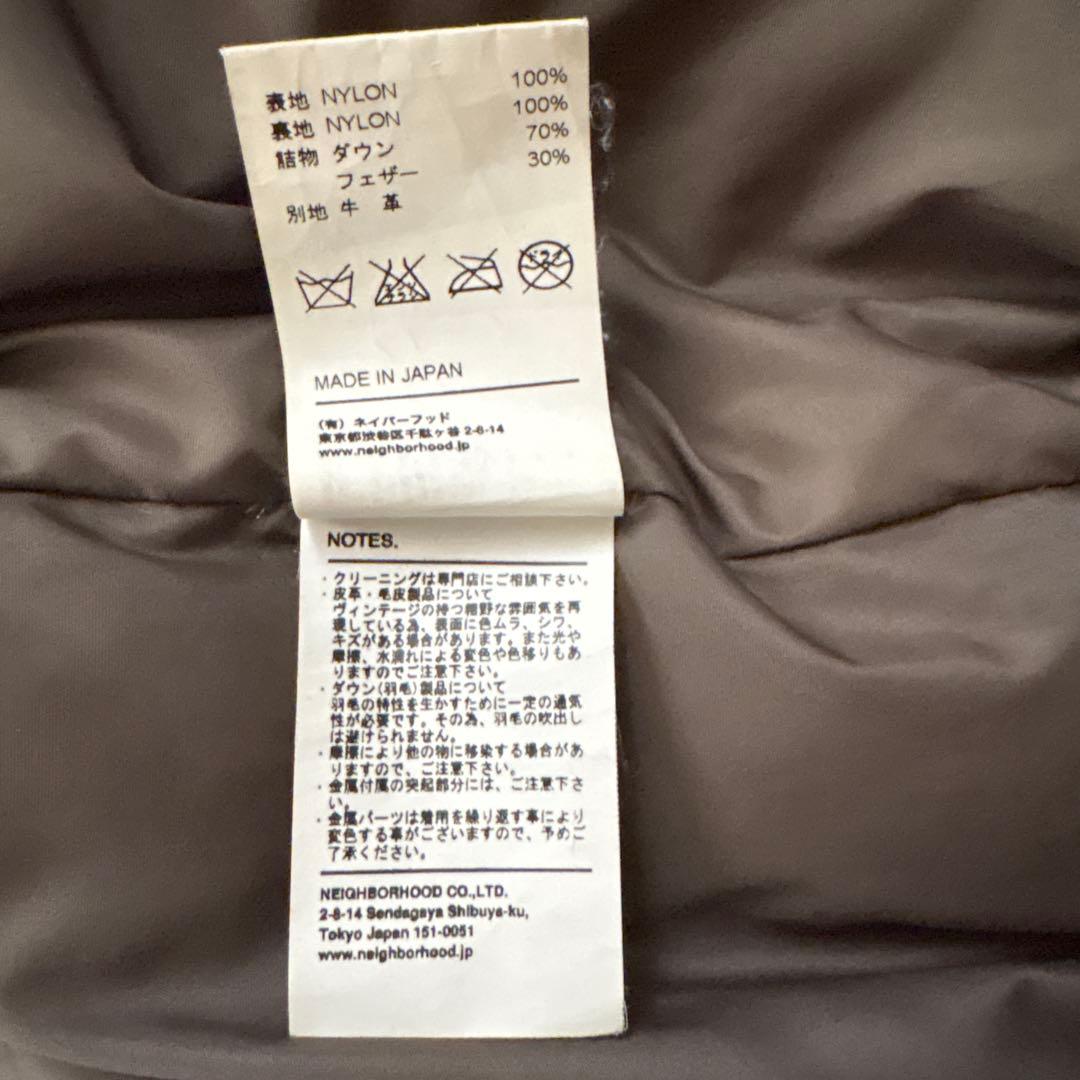 表地 NYLON 100%
裏地 NYLON 100%
詰物 ダウン 70%
フェザー 30%
別地 牛 革
エンソサラシ
ドライ
MADE IN JAPAN
(有) ネイバーフッド
東京都渋谷区千駄ヶ谷 2-8-14
www.neighborhood.jp
NOTES.
・クリーニングは専門店にご相談下さい。
・皮革・毛皮製品について
ヴィンテージの持つ粗野な雰囲気を再
現している為、表面に色ムラ、シワ、
キズがある場合があります。また光や
摩擦、水濡れによる変色や色移りもあ
りますのでご注意下さい。
・ダウン(羽毛)製品について
羽毛の特性を生かすために一定の通気
性が必要です。その為、羽毛の吹出し
は避けられません。
・摩擦により他の物に移染する場合があ
りますので、ご注意下さい。
・金属付属の突起部分には、ご注意下さ
い。
・金属パーツは着用を繰り返す事により
変色する事がございますので、予めご
了承ください。
NEIGHBORHOOD CO.,LTD.
2-8-14 Sendagaya Shibuya-ku,
Tokyo Japan 151-0051
www.neighborhood.jp